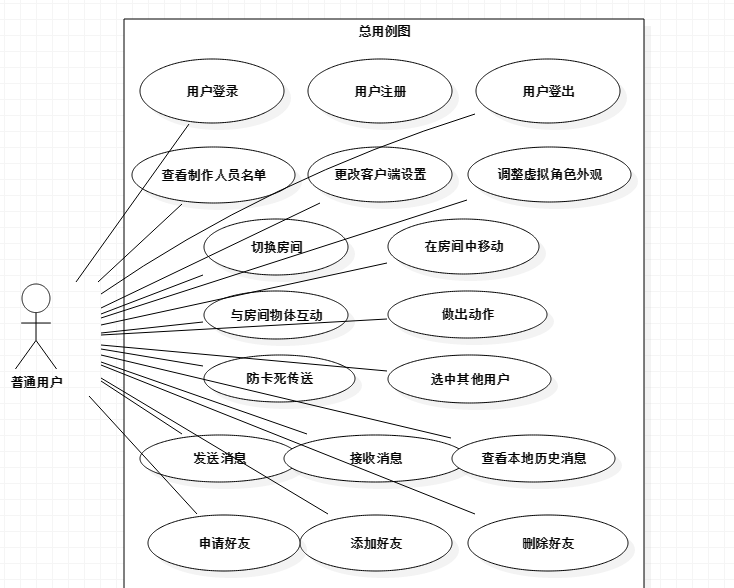 总用例图
用户登录
用户注册
用户登出
查看制作人员名单
更改客户端设置
调整虚拟角色外观
切换房间
在房间中移动
与房间物体互动
做出动作
普通用户
防卡死传送
选中其他用户
发送消息
接收消息
查看本地历史消息
申请好友
添加好友
删除好友